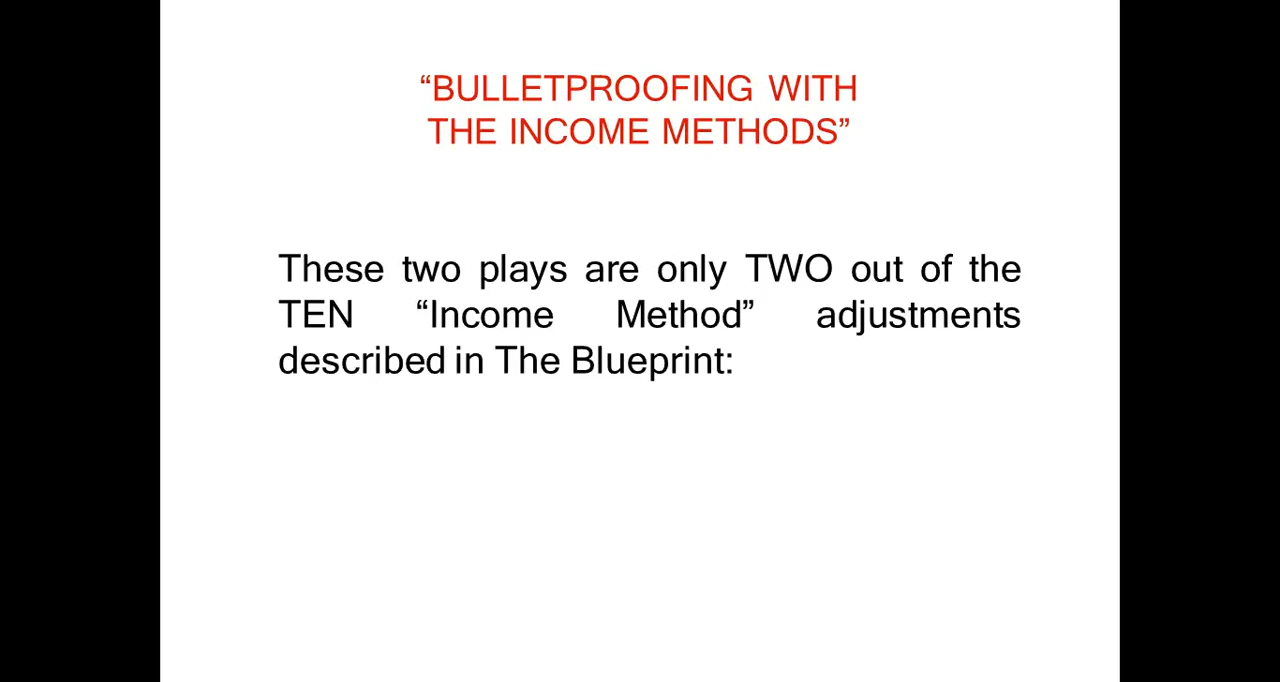 “BULLETPROOFING WITH
THE INCOME METHODS”
These two plays are only TWO out of the
TEN “Income Method” adjustments
described in The Blueprint: